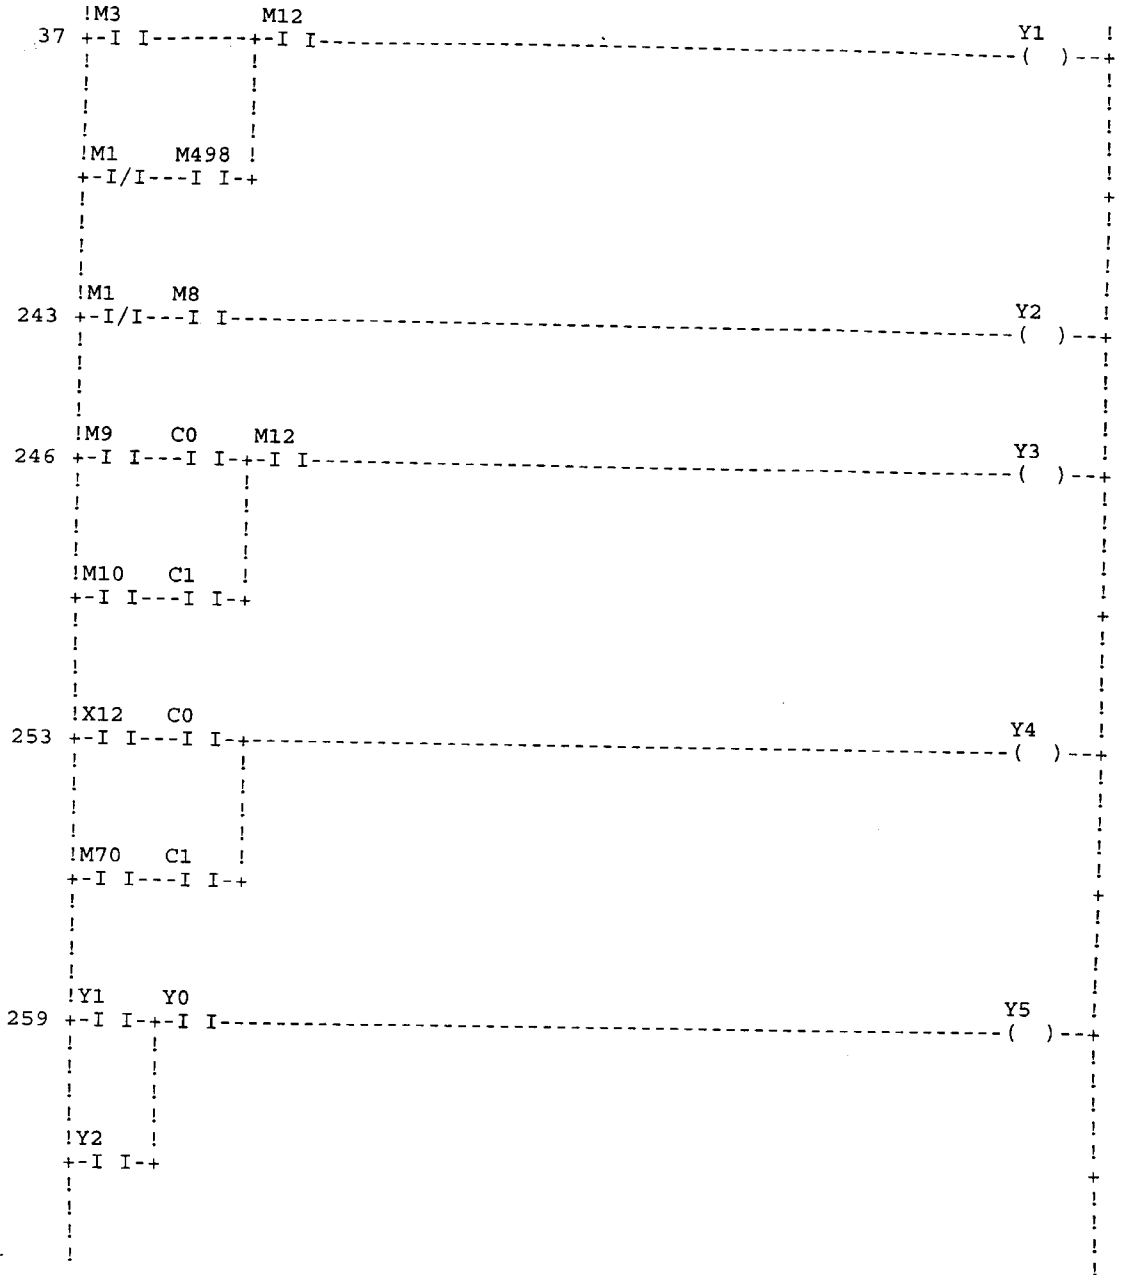 !M3 M12 Y1 !
37 +-I I-------+-I I--------------------------------------------------( )--+
!M1 M498 !
+-I/I---I I-+
!M1 M8 Y2
243 +-I/I---I I--------------------------------------------------------( )--+
!M9 C0 M12 Y3
246 +-I I---I I-+-I I--------------------------------------------------( )--+
!M10 C1 !
+-I I---I I-+
!X12 C0 Y4
253 +-I I---I I-+------------------------------------------------------( )--+
!M70 C1 !
+-I I---I I-+
!Y1 Y0 Y5
259 +-I I-+-I I--------------------------------------------------------( )--+
!Y2 !
+-I I-+